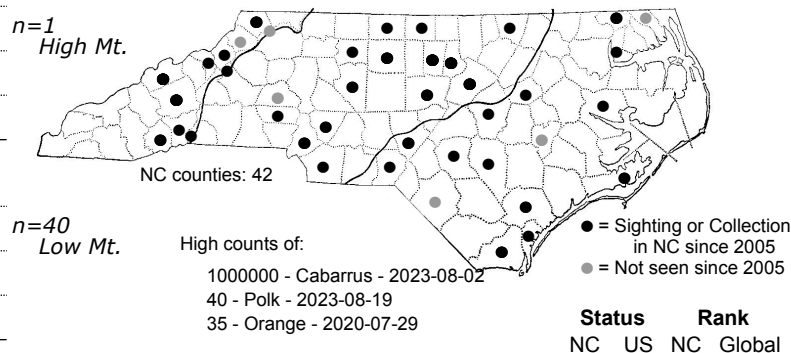 n=1
High Mt.
NC counties: 42
n=40
Low Mt.
High counts of:
1000000 - Cabarrus - 2023-08-02
40 - Polk - 2023-08-19
35 - Orange - 2020-07-29
= Sighting or Collection
in NC since 2005
= Not seen since 2005
Status Rank
NC US NC Global